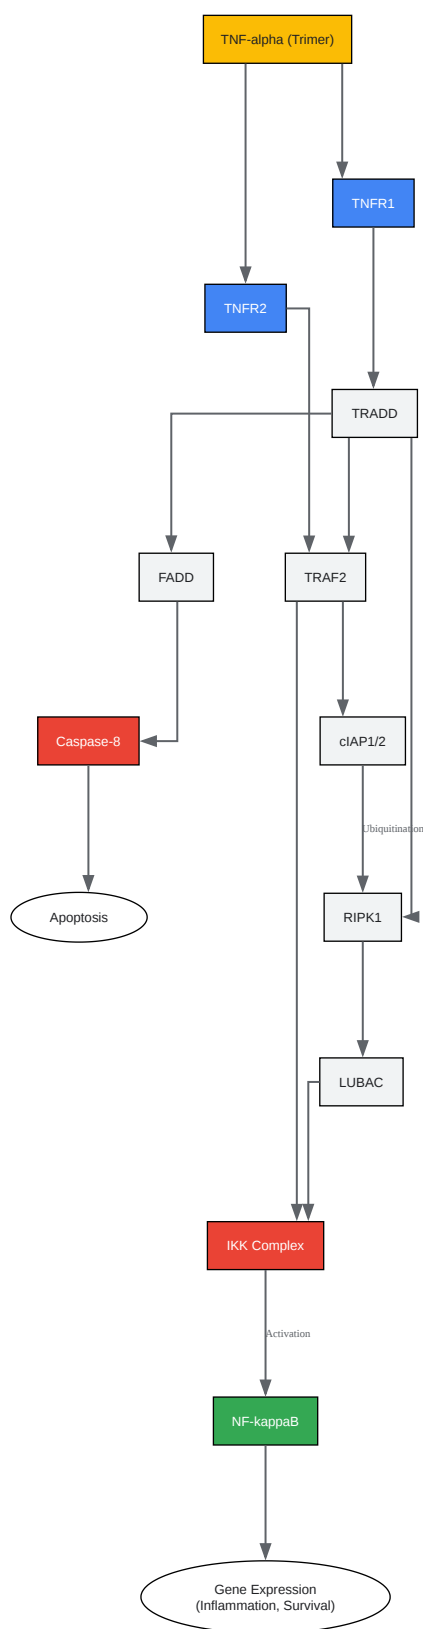 TNF-alpha (Trimer)
TNFR1
TNFR2
TRADD
FADD
TRAF2
Caspase-8
cIAP1/2
Ubiquitination
Apoptosis
RIPK1
LUBAC
IKK Complex
Activation
NF-kappaB
Gene Expression
(Inflammation, Survival)